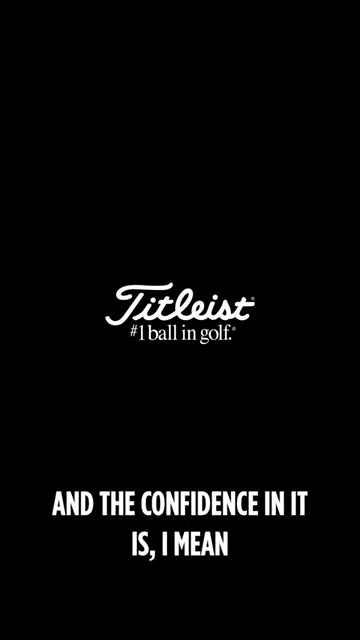 Titleist®
#1 ball in golf.®
AND THE CONFIDENCE IN IT
IS, I MEAN